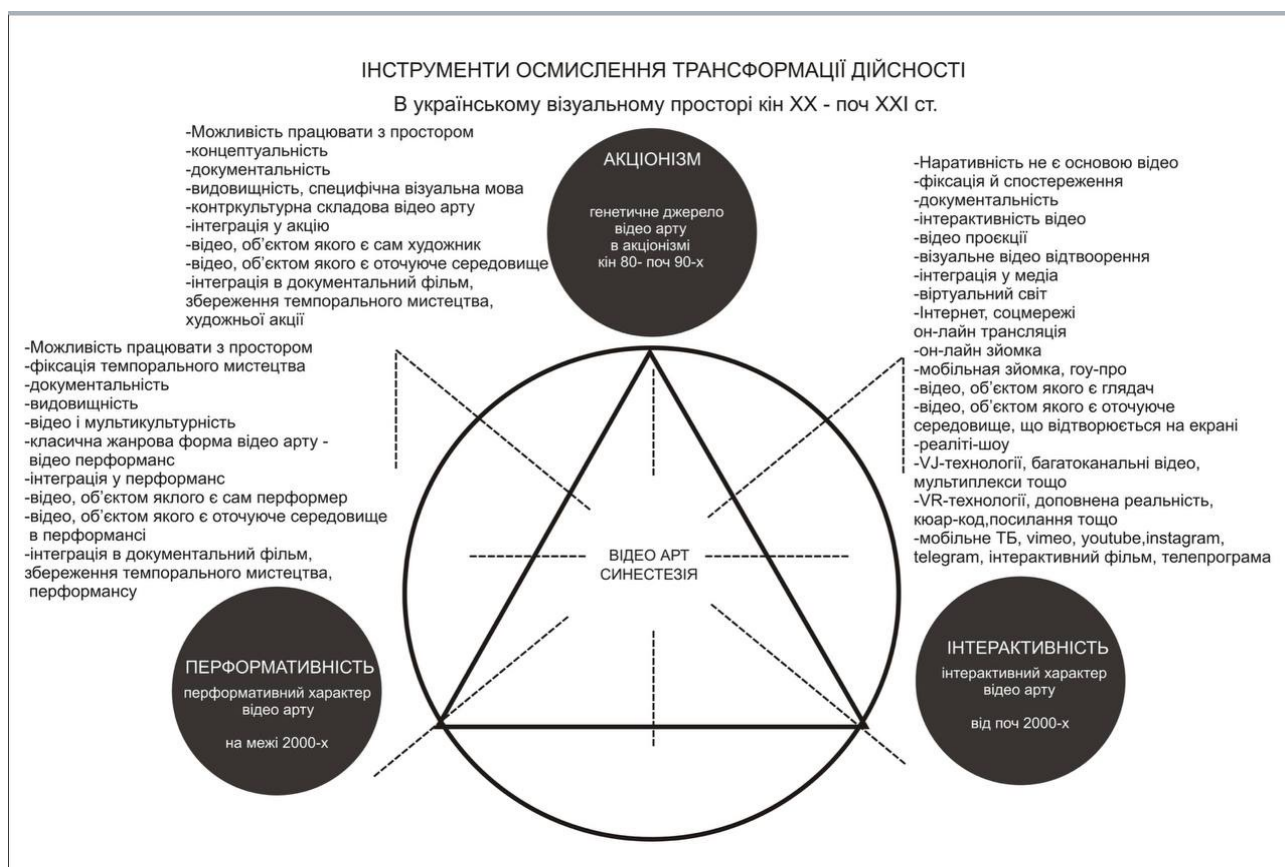 ІНСТРУМЕНТИ ОСМИСЛЕННЯ ТРАНСФОРМАЦІЇ ДІЙСНОСТІ
В українському візуальному просторі кін ХХ - поч ХХІ ст.
-Можливість працювати з простором
-концептуальність
-документальність
-видовищність, специфічна візуальна мова
-контркультурна складова відео арту
-інтеграція у акцію
-відео, об'єктом якого є сам художник
-відео, об'єктом якого є оточуюче середовище
-інтеграція в документальний фільм,
збереження темпорального мистецтва,
художньої акції
АКЦІОНІЗМ
генетичне джерело
відео арту
в акціонізмі
кін 80- поч 90-х
-Наративність не є основою відео
-фіксація й спостереження
-документальність
-інтерактивність відео
-відео проєкції
-візуальне відео відтвоорення
-інтеграція у медіа
-віртуальний світ
-Інтернет, соцмережі
он-лайн трансляція
-он-лайн зйомка
-мобільная зйомка, гоу-про
-відео, об'єктом якого є глядач
-відео, об'єктом якого є оточуюче
середовище, що відтворюється на екрані
-реаліті-шоу
-VJ-технології, багатоканальні відео,
мультиплекси тощо
-VR-технології, доповнена реальність,
кюар-код,посилання тощо
-мобільне ТБ, vimeo, youtube,instagram,
telegram, інтерактивний фільм, телепрограма
-Можливість працювати з простором
-фіксація темпорального мистецтва
-документальність
-видовищність
-відео і мультикультурність
-класична жанрова форма відео арту -
відео перформанс
-інтеграція у перформанс
-відео, об'єктом яклого є сам перформер
-відео, об'єктом якого є оточуюче середовище
в перформансі
-інтеграція в документальний фільм,
збереження темпорального мистецтва,
перформансу
ВІДЕО АРТ
СИНЕСТЕЗІЯ
ПЕРФОРМАТИВНІСТЬ
перформативний характер
відео арту
на межі 2000-х
ІНТЕРАКТИВНІСТЬ
інтерактивний характер
відео арту
від поч 2000-х